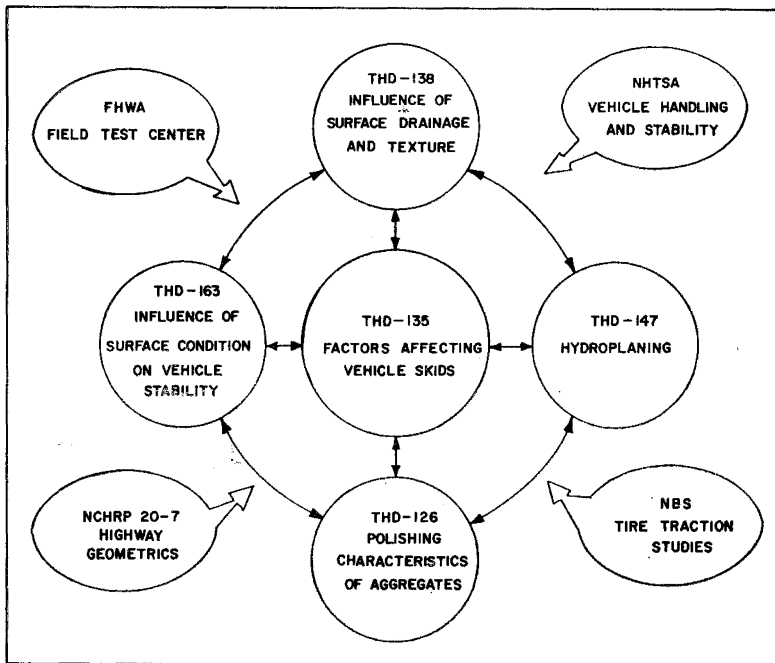 THD-138
INFLUENCE OF
SURFACE DRAINAGE
AND TEXTURE
FHWA
FIELD TEST CENTER
NHTSA
VEHICLE HANDLING
AND STABILITY
THD-163
INFLUENCE OF
SURFACE CONDITION
ON VEHICLE
STABILITY
THD-135
FACTORS AFFECTING
VEHICLE SKIDS
THD-147
HYDROPLANING
NCHRP 20-7
HIGHWAY
GEOMETRICS
THD-126
POLISHING
CHARACTERISTICS
OF AGGREGATES
NBS
TIRE TRACTION
STUDIES